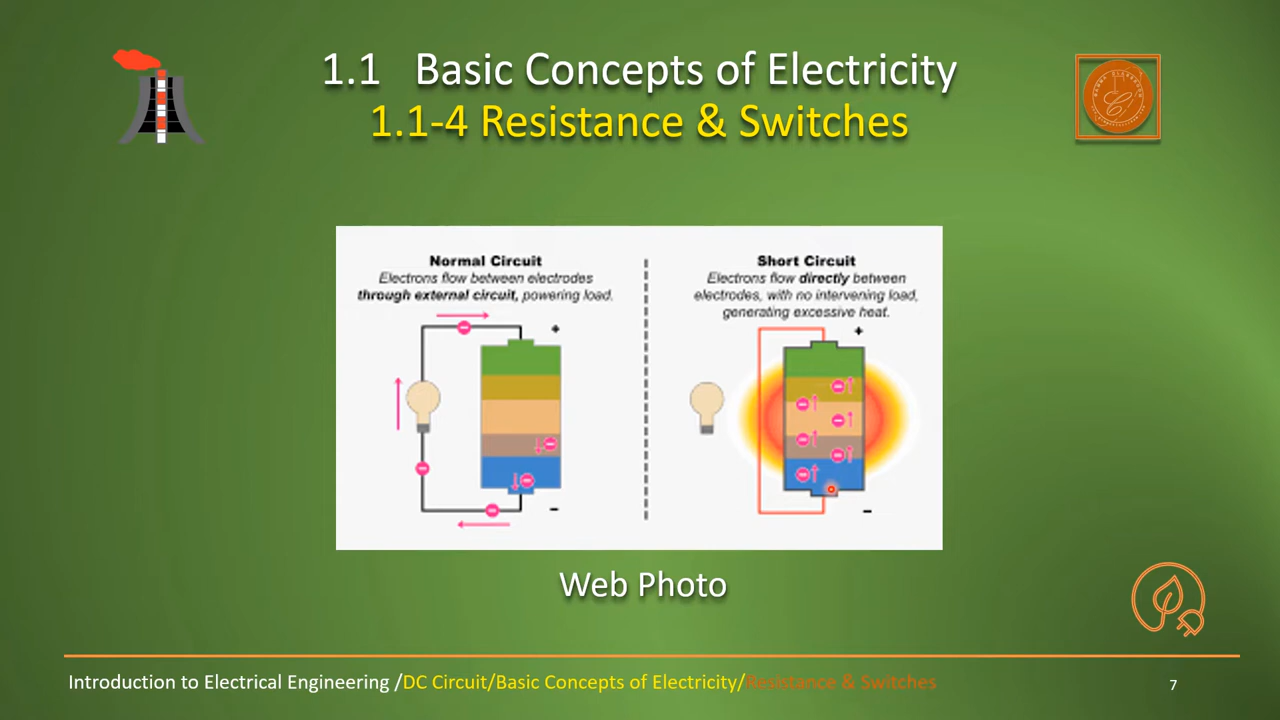 1.1 Basic Concepts of Electricity
1.1-4 Resistance & Switches
Normal Circuit
Electrons flow between electrodes
through external circuit, powering load.
+
−
Short Circuit
Electrons flow directly between
electrodes, with no intervening load,
generating excessive heat.
+
−
Web Photo
Introduction to Electrical Engineering /DC Circuit/Basic Concepts of Electricity/Resistance & Switches
7